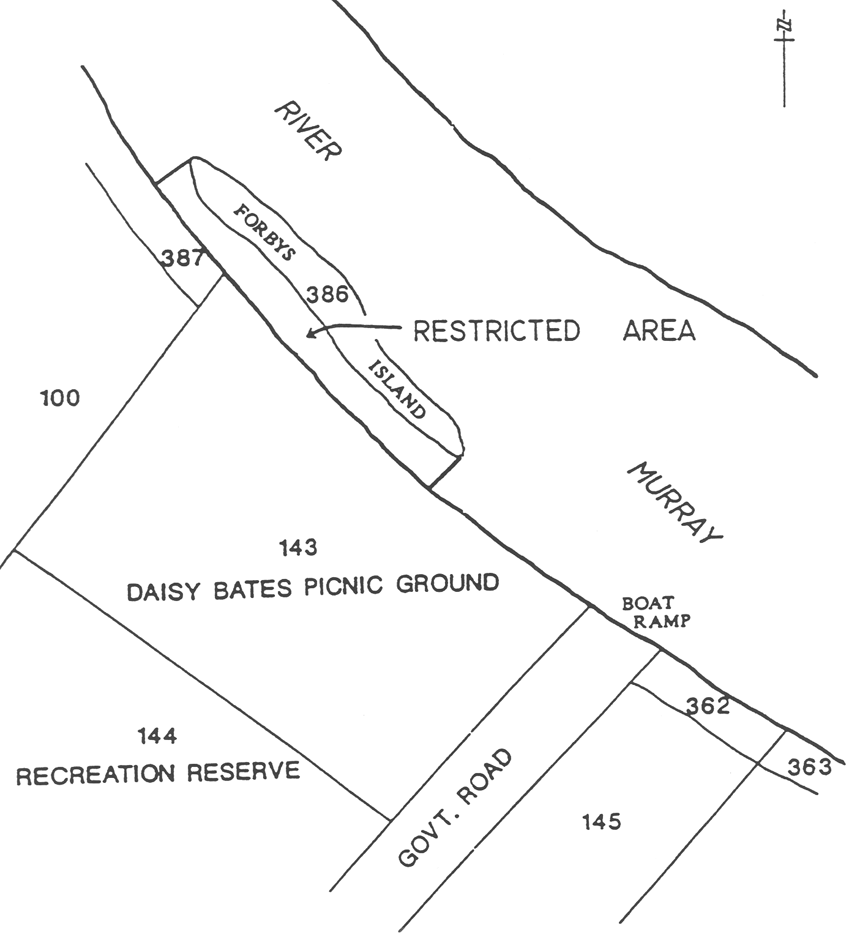 N
RIVER
FORBYS
387
386
RESTRICTED AREA
100
ISLAND
MURRAY
143
DAISY BATES PICNIC GROUND
BOAT
RAMP
362
144
RECREATION RESERVE
363
GOVT. ROAD
145